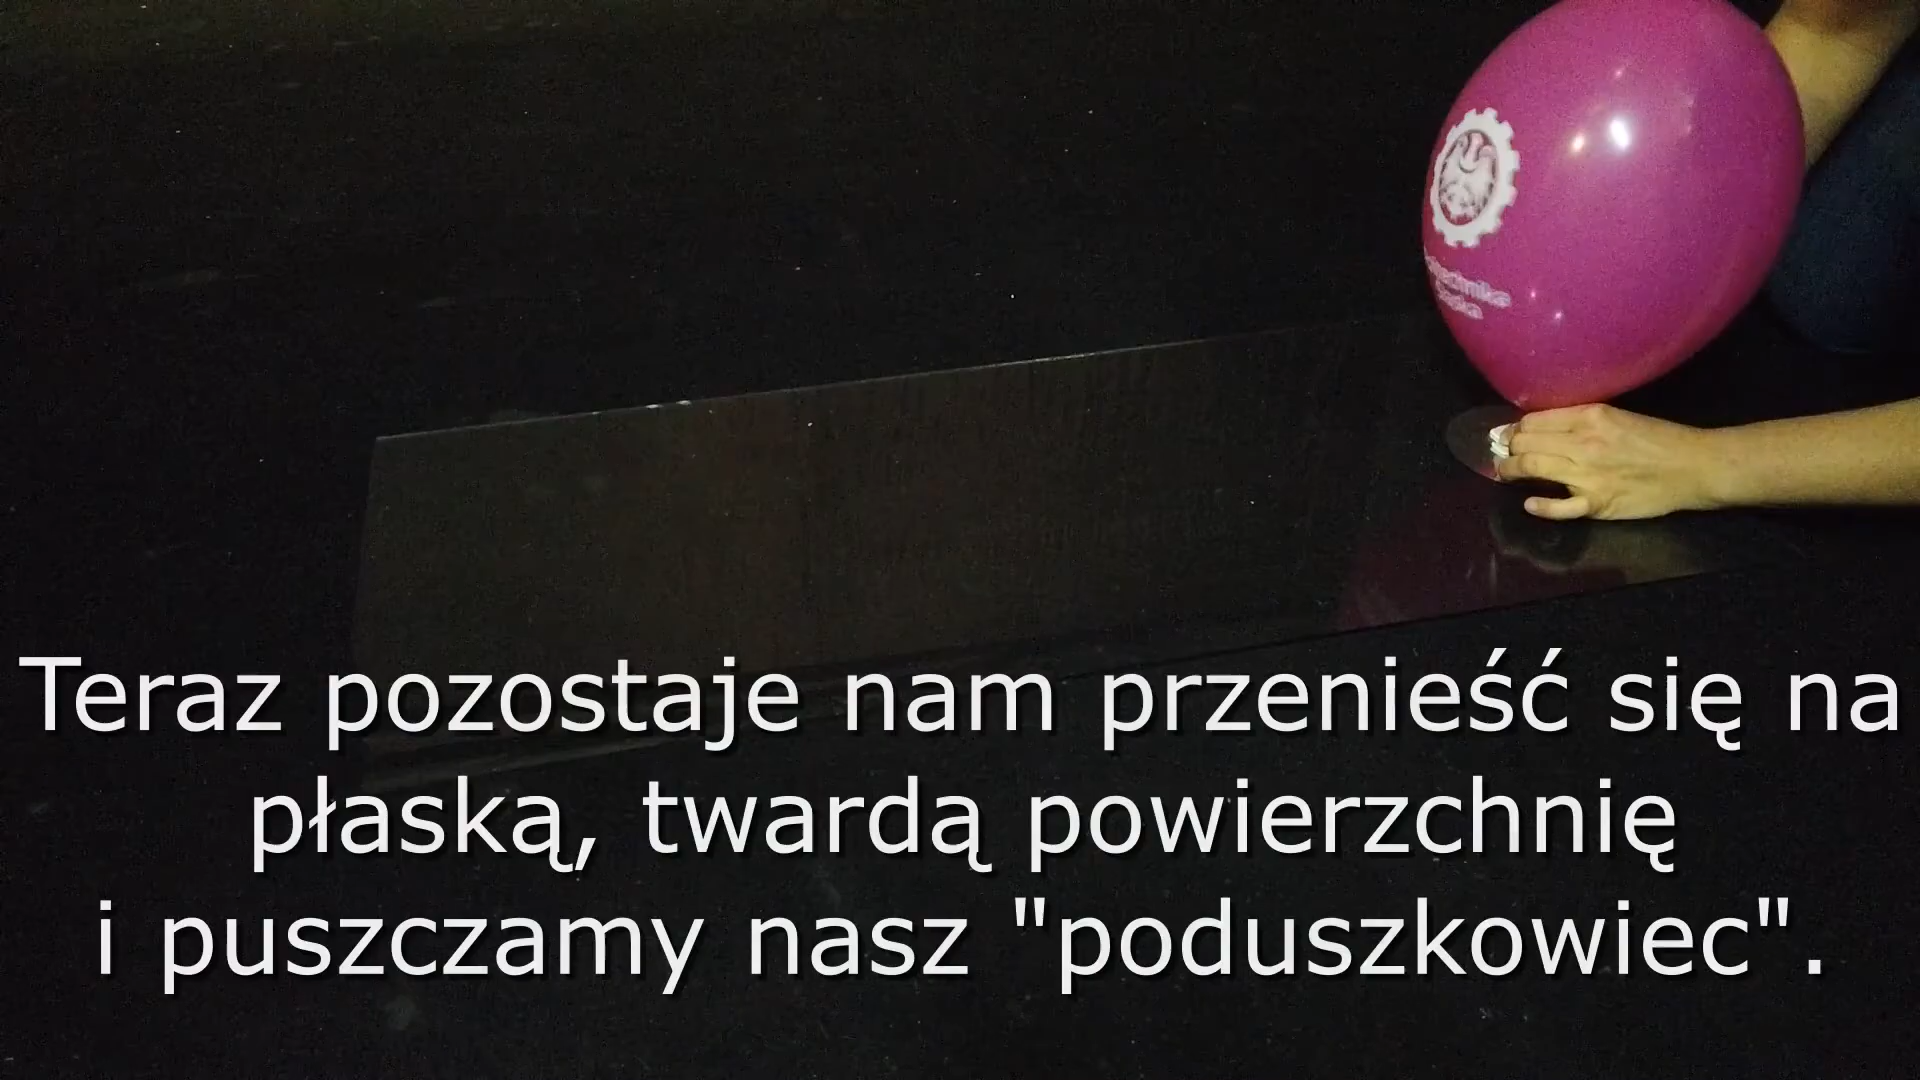 Teraz pozostaje nam przenieść się na
płaską, twardą powierzchnię
i puszczamy nasz "poduszkowiec".